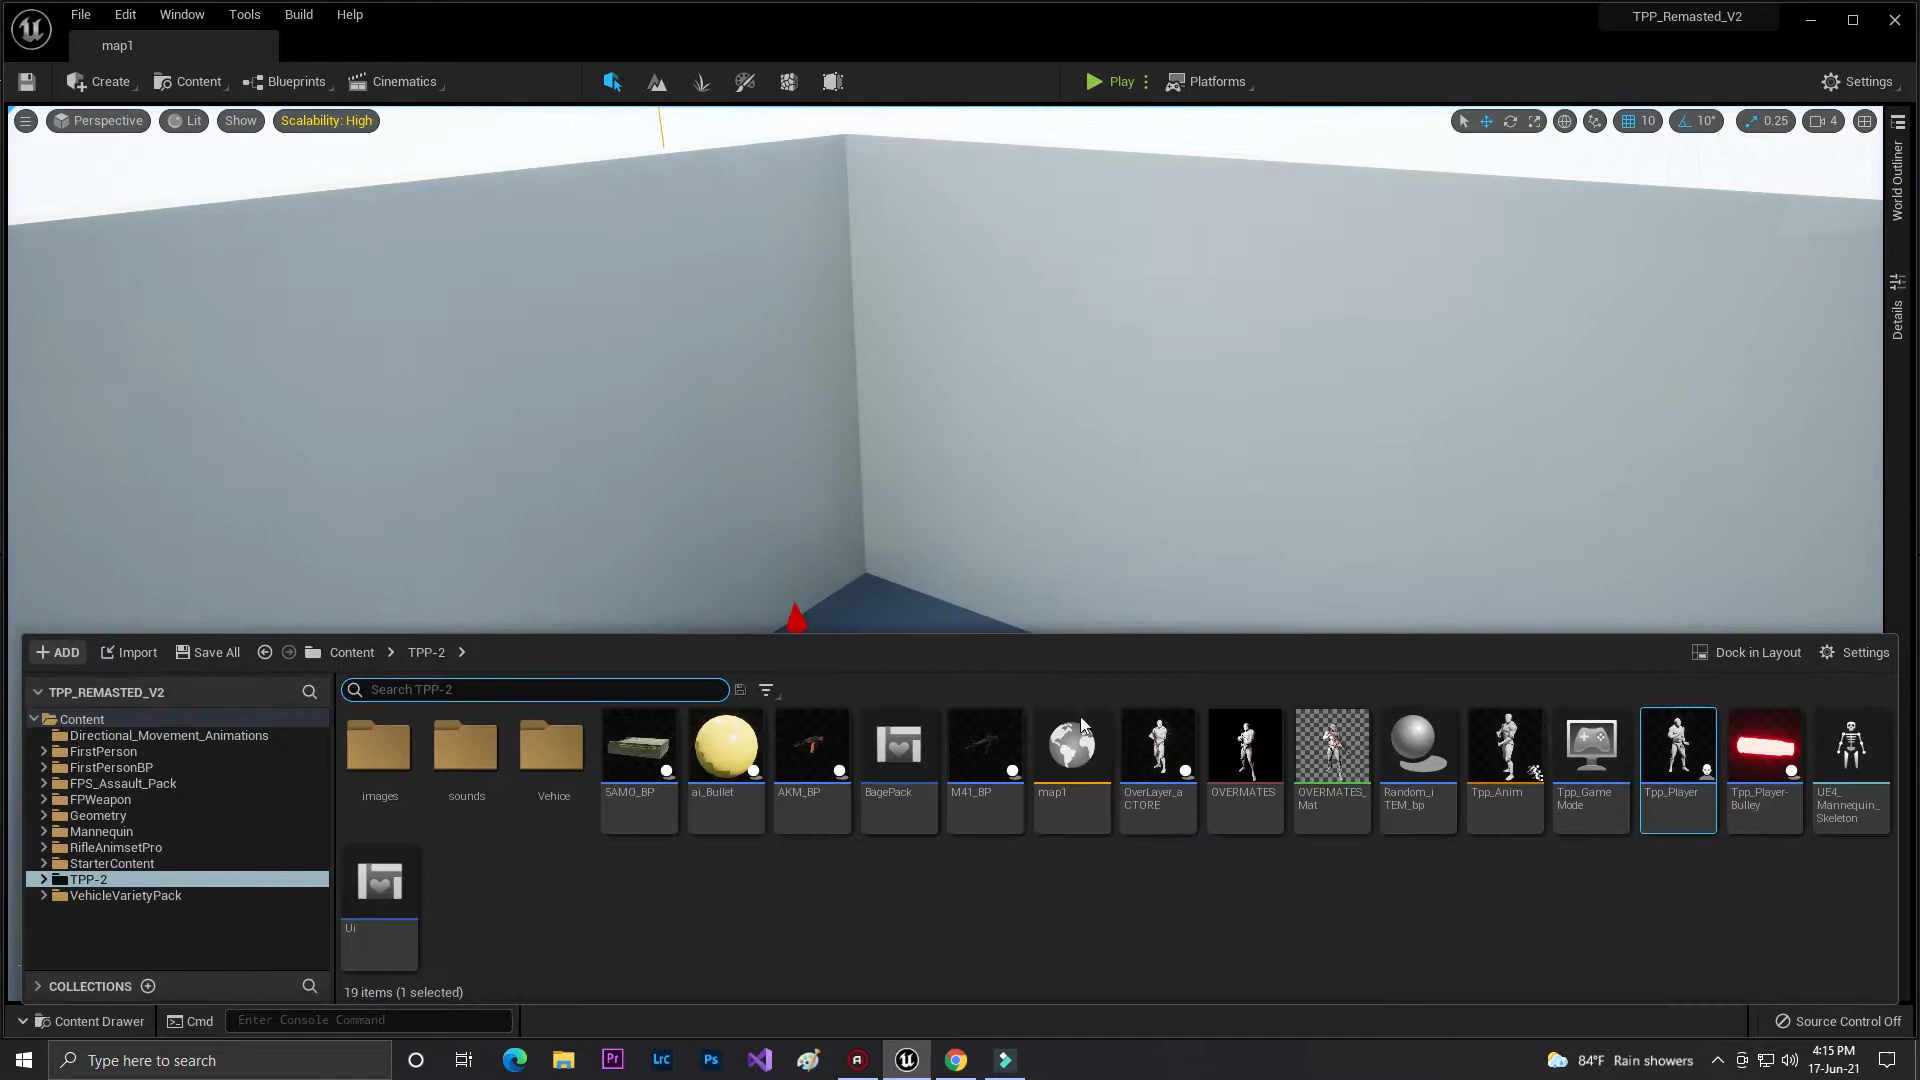 File Edit Window Tools Build Help
TPP_Remasted_V2
map1
Create Content Blueprints Cinematics Play Platforms Settings
Perspective Lit Show Scalability: High 10 10° 0.25 4
World Outliner
Details
ADD Import Save All Content TPP-2 Dock in Layout Settings
TPP_REMASTED_V2
Search TPP-2
Content
Directional_Movement_Animations
FirstPerson
FirstPersonBP
FPS_Assault_Pack
FPWeapon
Geometry
Mannequin
RifleAnimsetPro
StarterContent
TPP-2
VehicleVarietyPack
COLLECTIONS
images
sounds
Vehice
5AMO_BP
ai_Bullet
AKM_BP
BagePack
M41_BP
map1
OverLayer_a
CTORE
OVERMATES
OVERMATES_
Mat
Random_i
TEM_bp
Tpp_Anim
Tpp_Game
Mode
Tpp_Player
Tpp_Player-
Bulley
UE4_
Mannequin_
Skeleton
Ui
19 items (1 selected)
Content Drawer Cmd Enter Console Command Source Control Off
Type here to search
Pr
Lrc
Ps
84°F Rain showers
4:15 PM
17-Jun-21